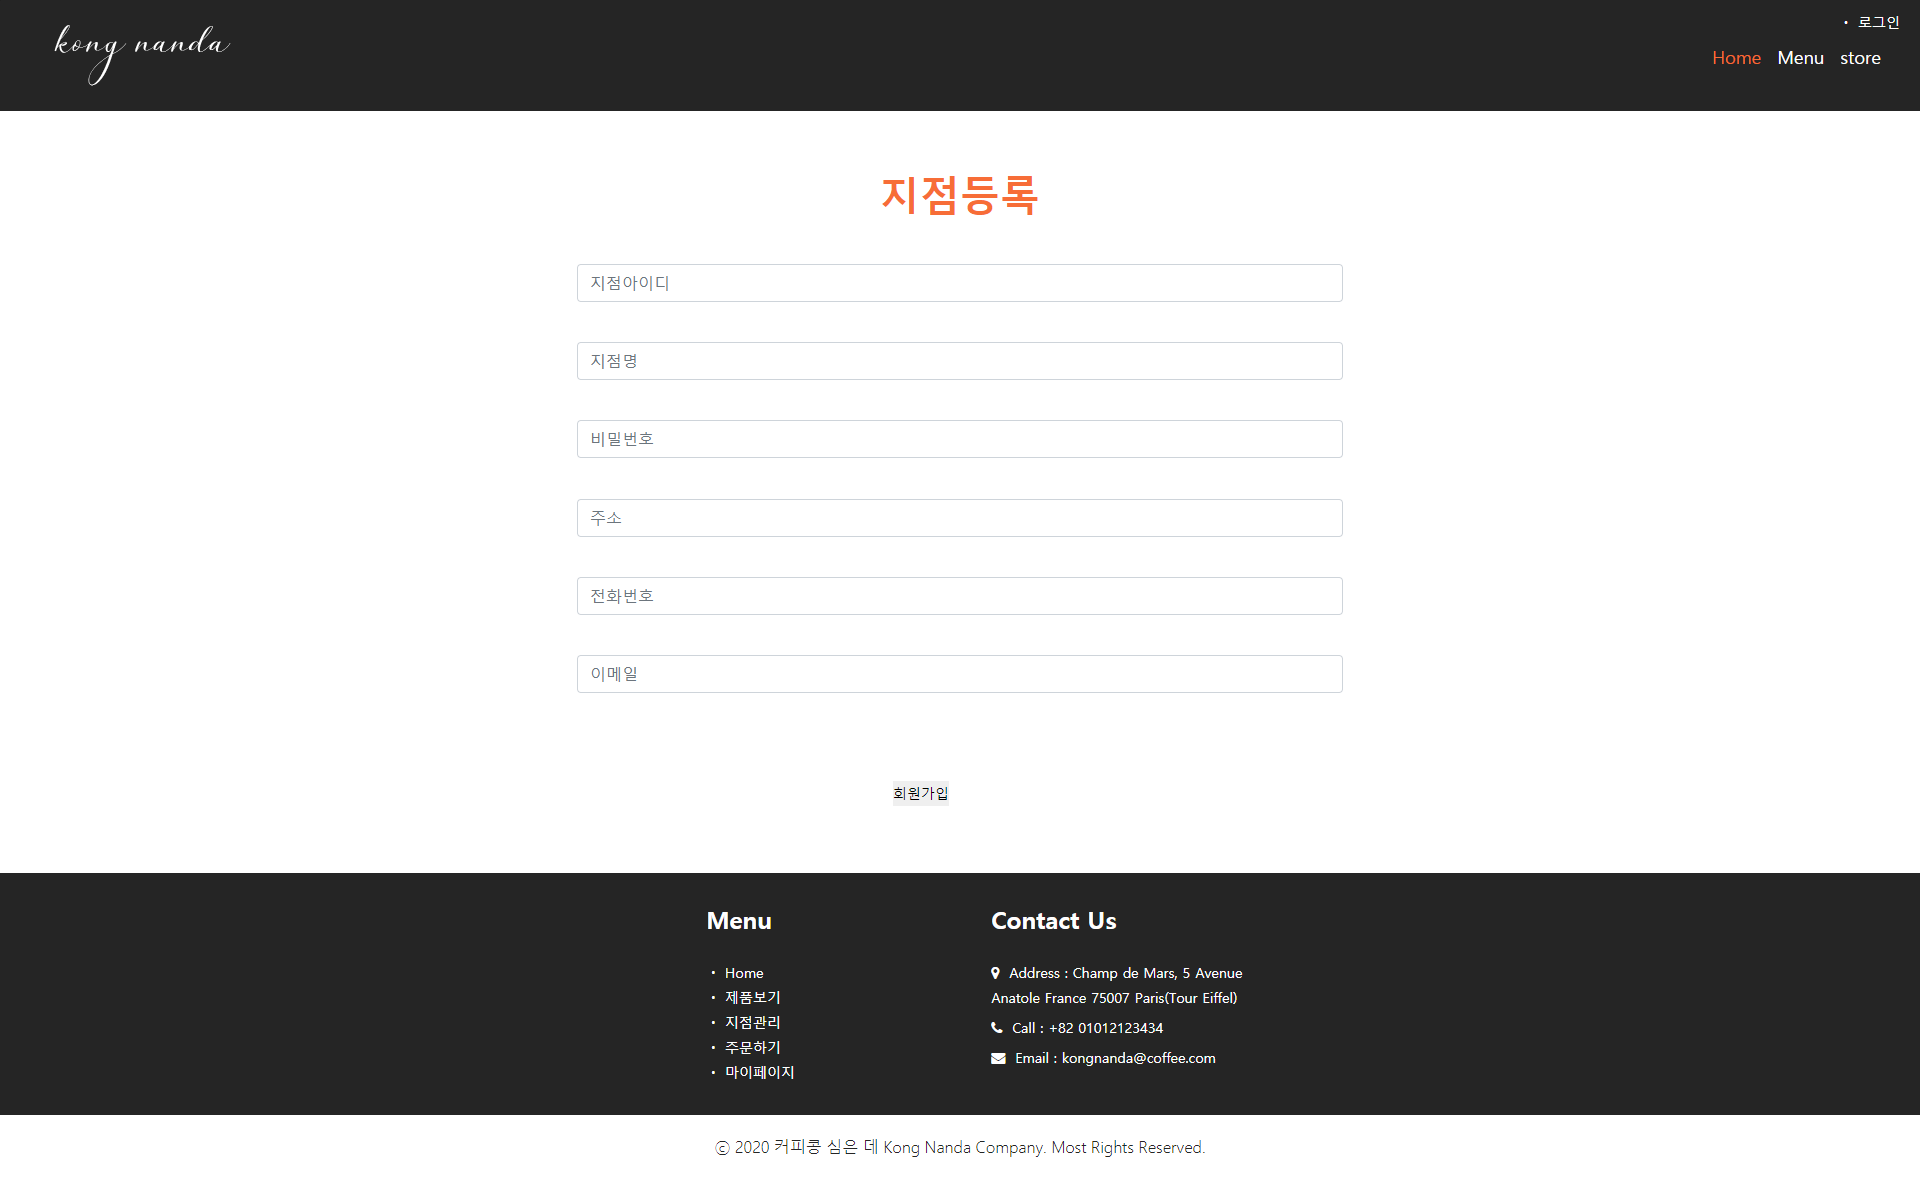 kong nanda
・ 로그인
Home Menu store
지점등록
지점아이디
지점명
비밀번호
주소
전화번호
이메일
회원가입
Menu
・ Home
・ 제품보기
・ 지점관리
・ 주문하기
・ 마이페이지
Contact Us
Address : Champ de Mars, 5 Avenue
Anatole France 75007 Paris(Tour Eiffel)
Call : +82 01012123434
Email : kongnanda@coffee.com
ⓒ 2020 커피콩 심은 데 Kong Nanda Company. Most Rights Reserved.